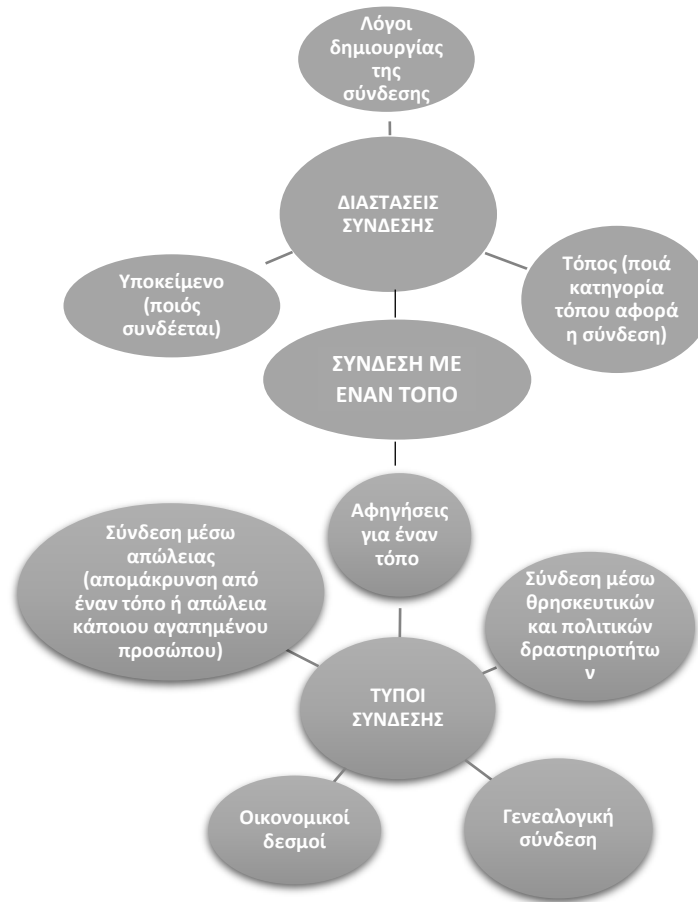 Λόγοι
δημιουργίας
της
σύνδεσης
ΔΙΑΣΤΑΣΕΙΣ
ΣΥΝΔΕΣΗΣ
Υποκείμενο
(ποιός
συνδέεται)
Τόπος (ποιά
κατηγορία
τόπου αφορά
η σύνδεση)
ΣΥΝΔΕΣΗ ΜΕ
ΕΝΑΝ ΤΟΠΟ
Αφηγήσεις
για έναν
τόπο
Σύνδεση μέσω
απώλειας
(απομάκρυνση από
έναν τόπο ή απώλεια
κάποιου αγαπημένου
προσώπου)
Σύνδεση μέσω
θρησκευτικών
και πολιτικών
δραστηριοτήτω
ν
ΤΥΠΟΙ
ΣΥΝΔΕΣΗΣ
Οικονομικοί
δεσμοί
Γενεαλογική
σύνδεση